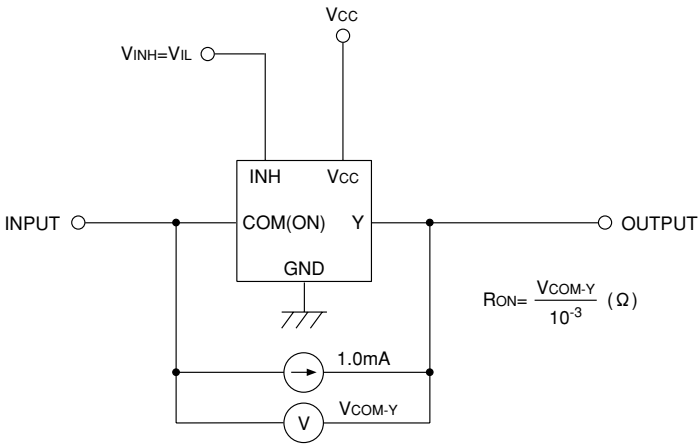 VCC
VINH=VIL
INH
VCC
INPUT
COM(ON)
Y
OUTPUT
GND
RON= VCOM-Y / 10-3 (Ω)
1.0mA
V
VCOM-Y